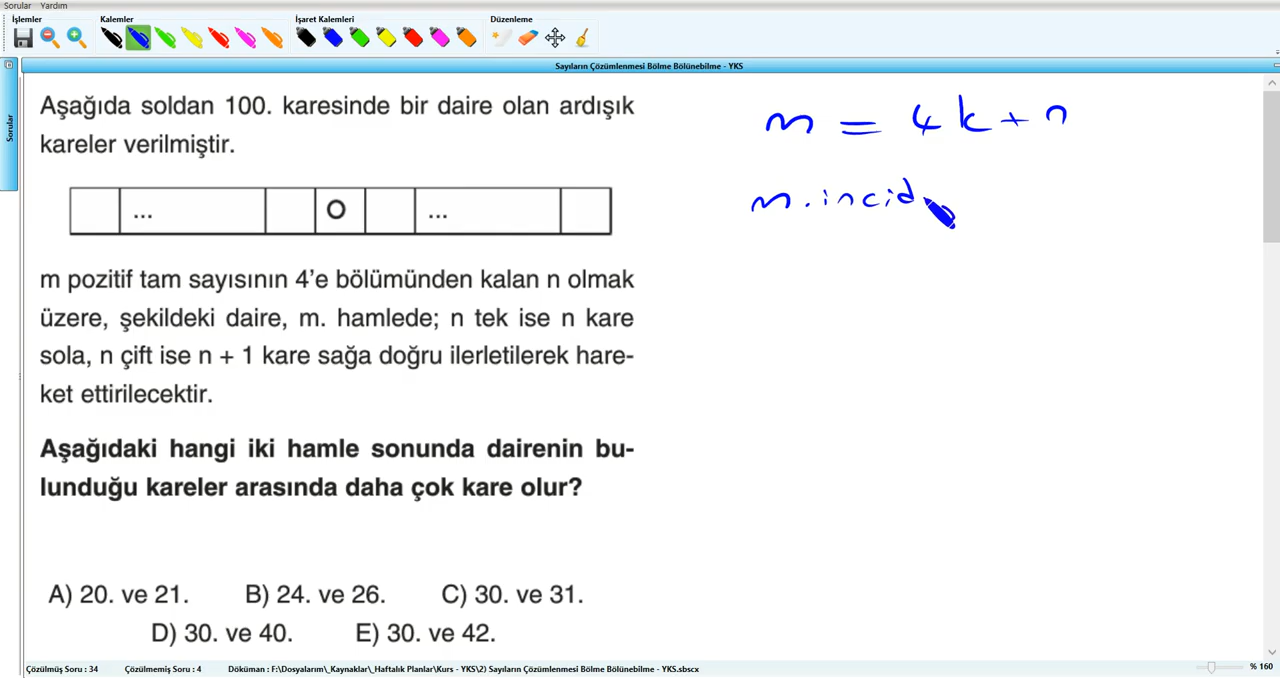 Sorular Yardım
İşlemler Kalemler İşaret Kalemleri Düzenleme
Sayıların Çözümlenmesi Bölme Bölünebilme - YKS
Sorular
Aşağıda soldan 100. karesinde bir daire olan ardışık
kareler verilmiştir.
... O ...
m pozitif tam sayısının 4'e bölümünden kalan n olmak
üzere, şekildeki daire, m. hamlede; n tek ise n kare
sola, n çift ise n + 1 kare sağa doğru ilerletilerek hare-
ket ettirilecektir.
Aşağıdaki hangi iki hamle sonunda dairenin bu-
lunduğu kareler arasında daha çok kare olur?
A) 20. ve 21. B) 24. ve 26. C) 30. ve 31.
D) 30. ve 40. E) 30. ve 42.
m = 4k+n
m. incid
Çözülmüş Soru : 34 Çözülmemiş Soru : 4 Döküman : F:\Dosyalarım\_Kaynaklar\_Haftalık Planlar\Kurs - YKS\2) Sayıların Çözümlenmesi Bölme Bölünebilme - YKS.sbscx % 160